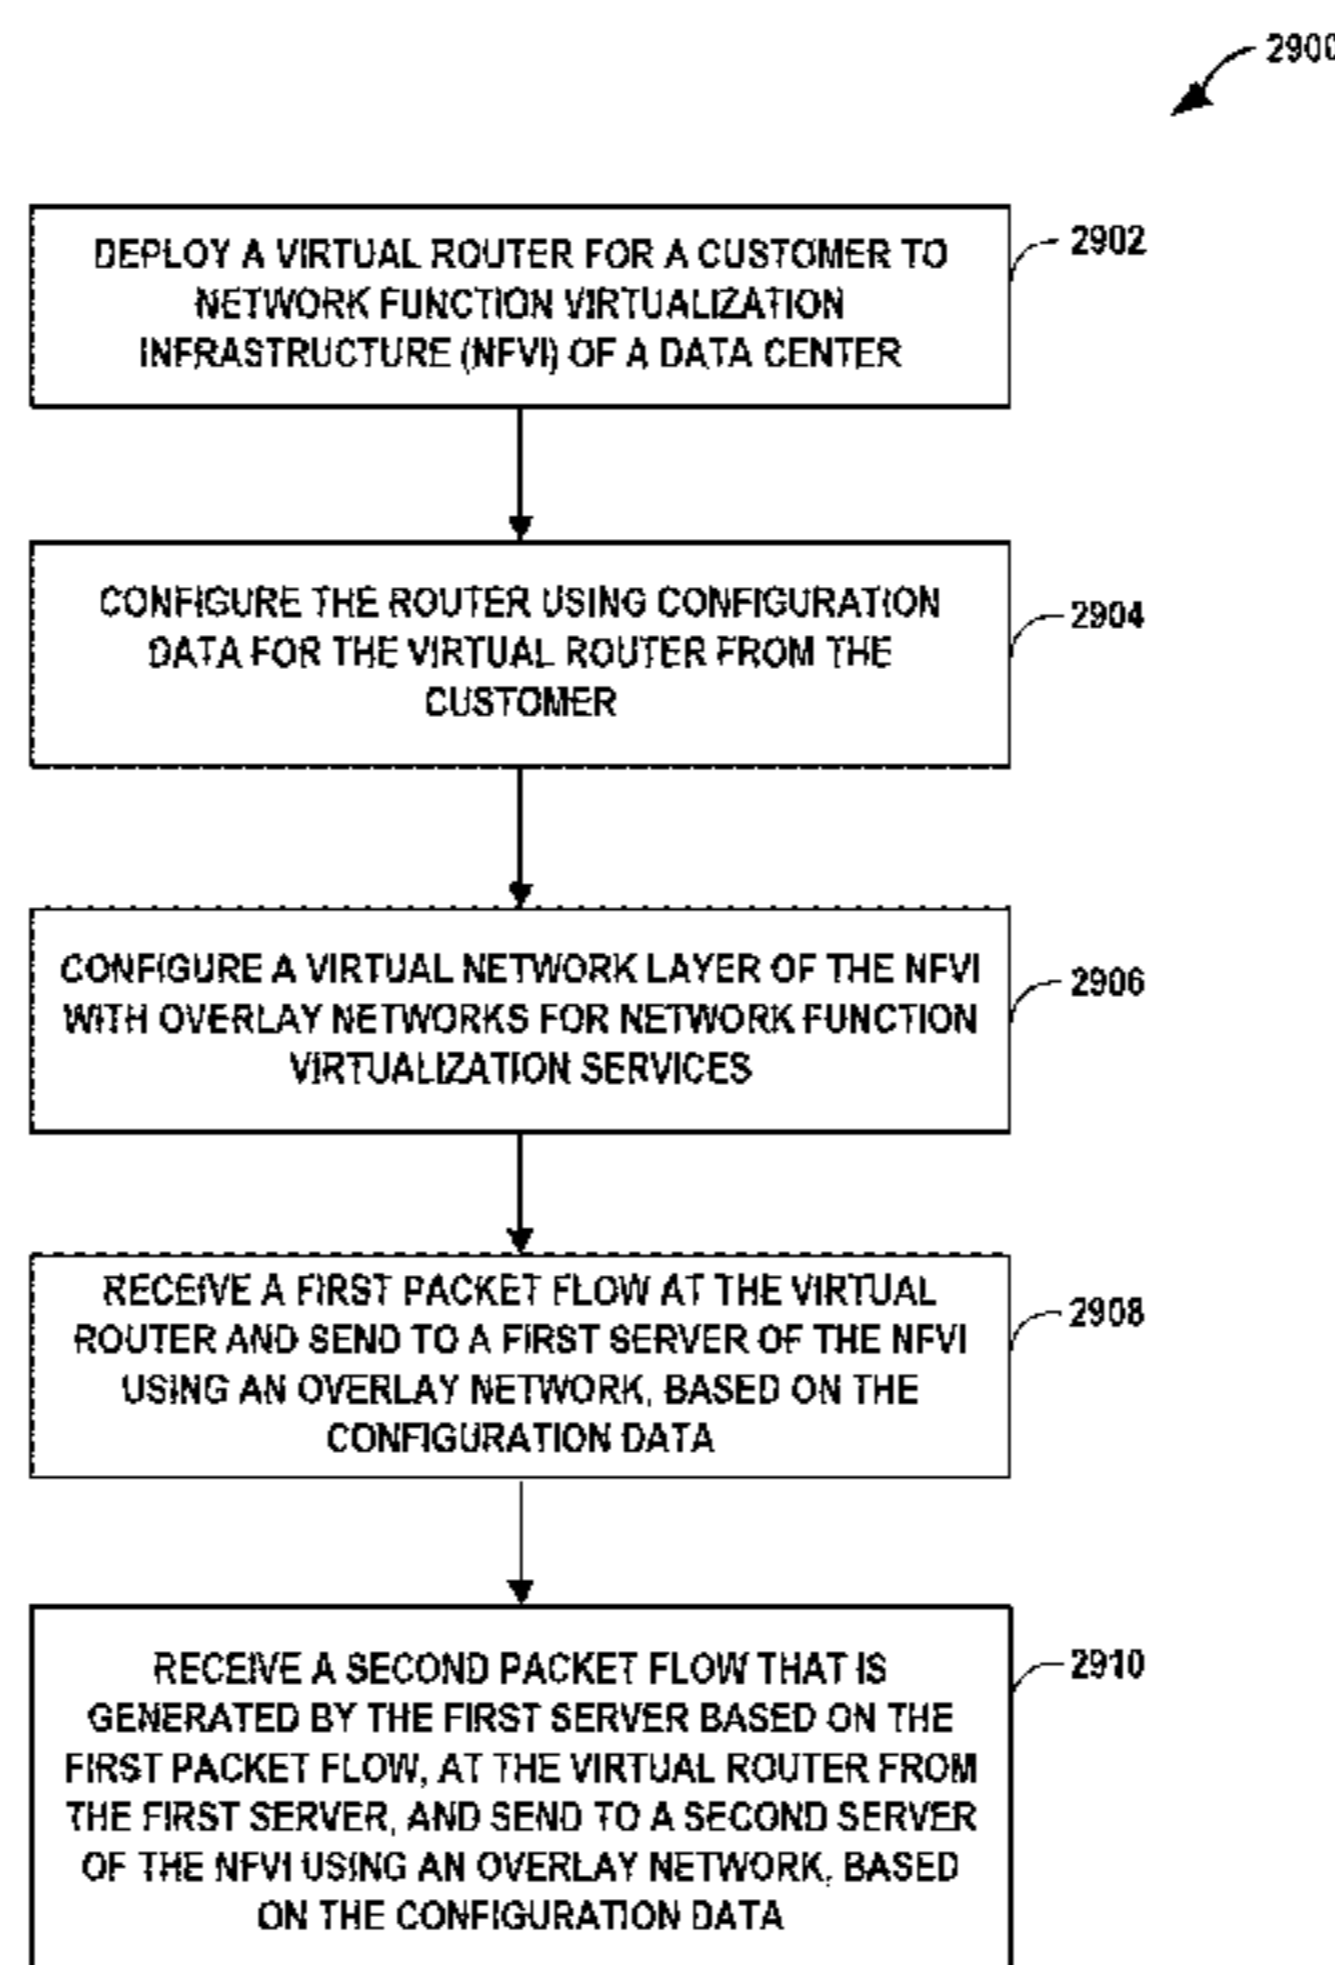 2900
DEPLOY A VIRTUAL ROUTER FOR A CUSTOMER TO
NETWORK FUNCTION VIRTUALIZATION
INFRASTRUCTURE (NFVI) OF A DATA CENTER
2902
CONFIGURE THE ROUTER USING CONFIGURATION
DATA FOR THE VIRTUAL ROUTER FROM THE
CUSTOMER
2904
CONFIGURE A VIRTUAL NETWORK LAYER OF THE NFVI
WITH OVERLAY NETWORKS FOR NETWORK FUNCTION
VIRTUALIZATION SERVICES
2906
RECEIVE A FIRST PACKET FLOW AT THE VIRTUAL
ROUTER AND SEND TO A FIRST SERVER OF THE NFVI
USING AN OVERLAY NETWORK, BASED ON THE
CONFIGURATION DATA
2908
RECEIVE A SECOND PACKET FLOW THAT IS
GENERATED BY THE FIRST SERVER BASED ON THE
FIRST PACKET FLOW, AT THE VIRTUAL ROUTER FROM
THE FIRST SERVER, AND SEND TO A SECOND SERVER
OF THE NFVI USING AN OVERLAY NETWORK, BASED
ON THE CONFIGURATION DATA
2910